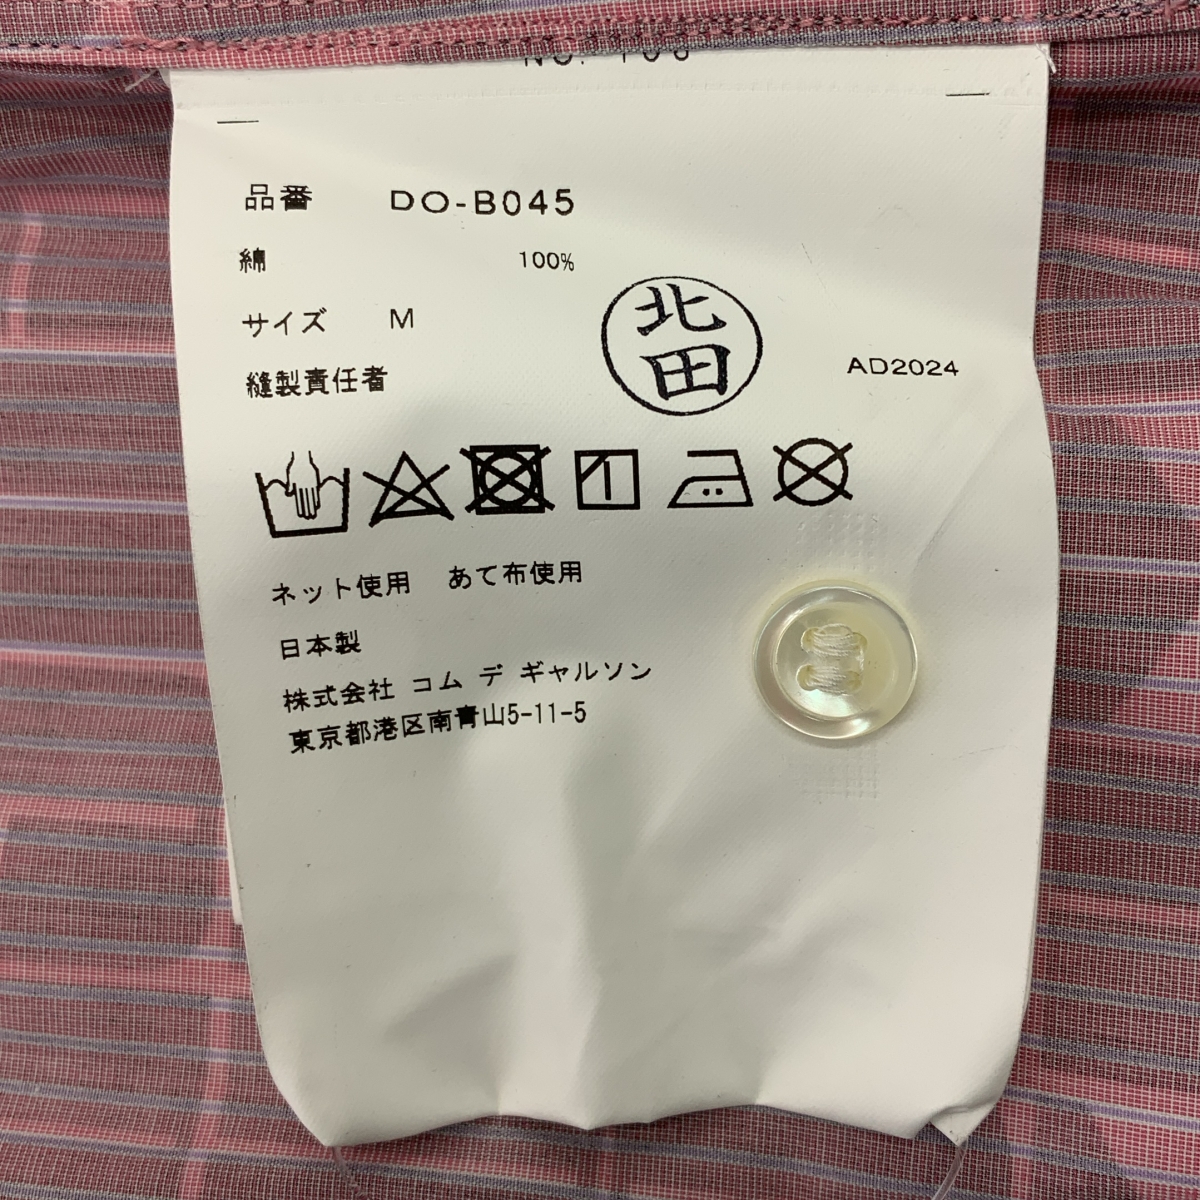 品番 DO-B045
綿 100%
サイズ M
北
田
縫製責任者
AD2024
ネット使用 あて布使用
日本製
株式会社 コム デ ギャルソン
東京都港区南青山5-11-5